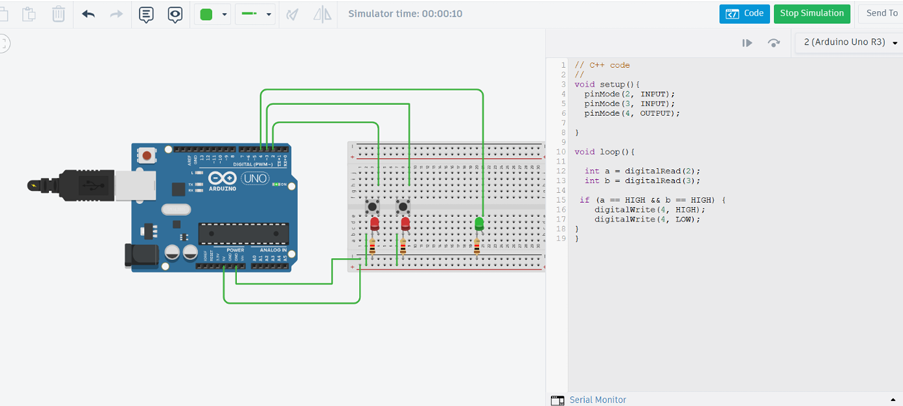 Simulator time: 00:00:10
Code
Stop Simulation
Send To
2 (Arduino Uno R3)
1 // C++ code
2 //
3 void setup(){
4 pinMode(2, INPUT);
5 pinMode(3, INPUT);
6 pinMode(4, OUTPUT);
7
8 }
9
10 void loop(){
11
12 int a = digitalRead(2);
13 int b = digitalRead(3);
14
15 if (a == HIGH && b == HIGH) {
16 digitalWrite(4, HIGH);
17 digitalWrite(4, LOW);
18 }
19 }
DIGITAL (PWM~)
UNO
ARDUINO
POWER
ANALOG IN
Serial Monitor